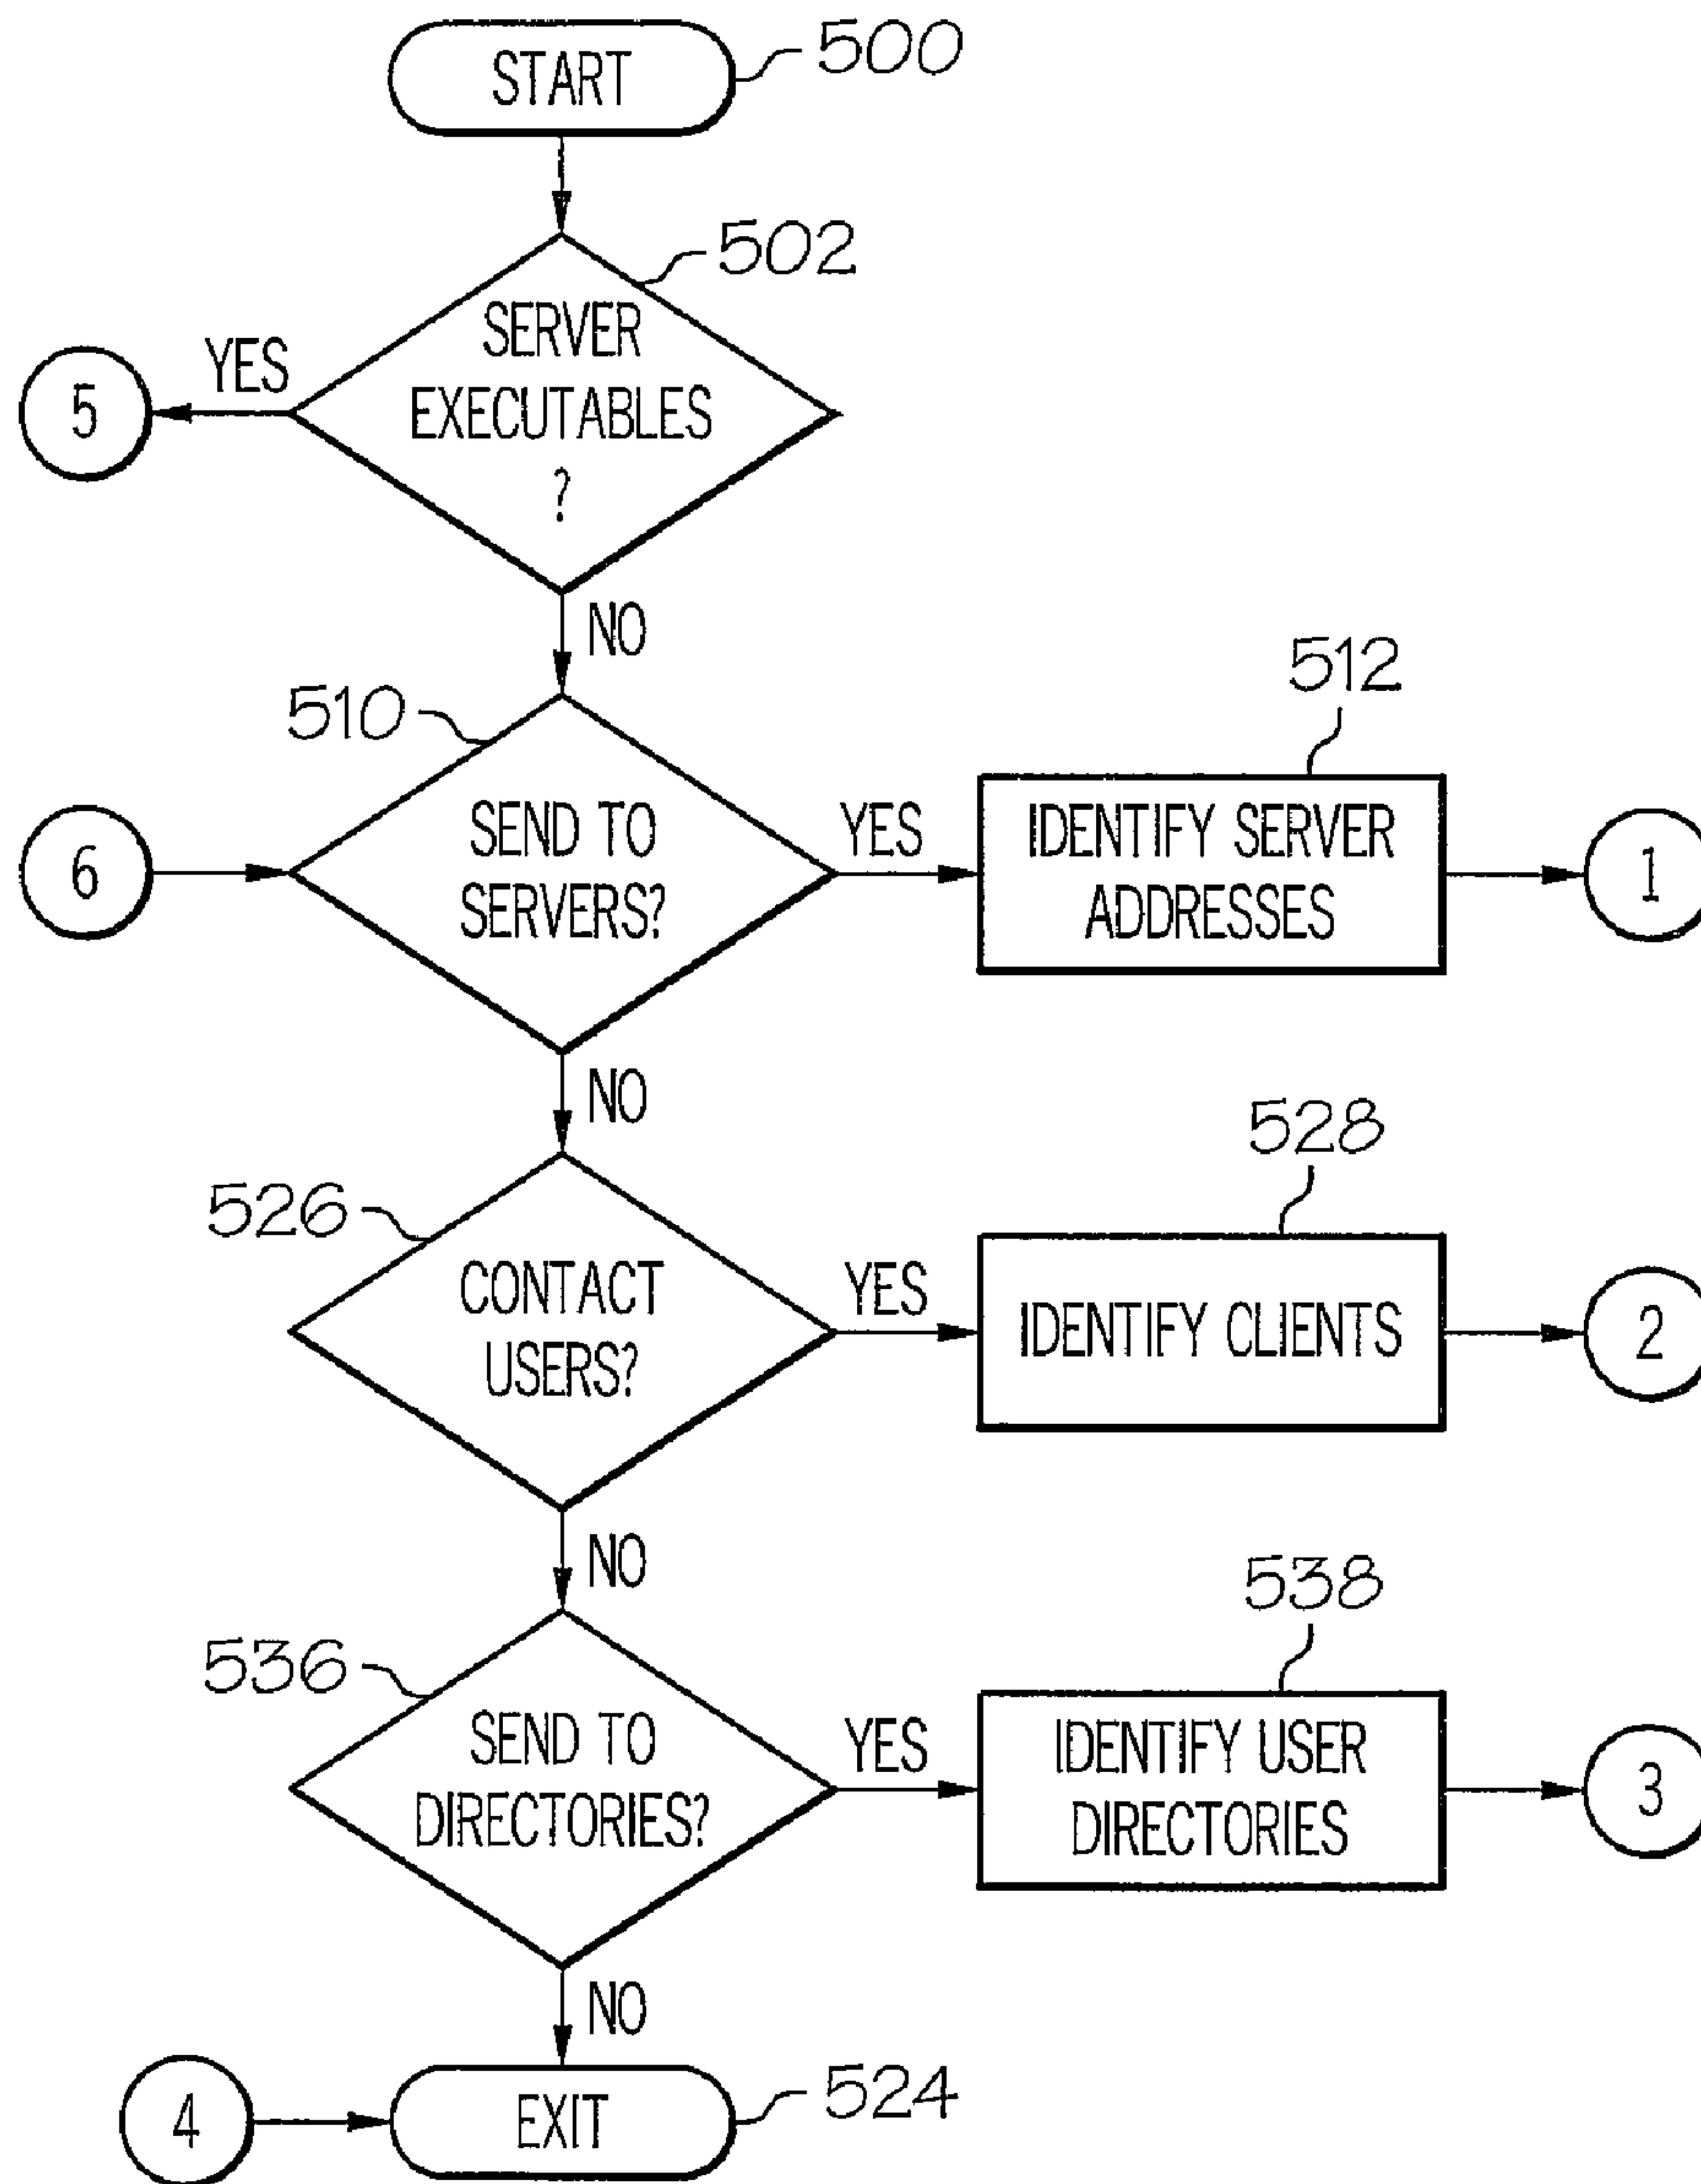 START
500
502
SERVER
EXECUTABLES
?
YES
5
NO
510
512
6
SEND TO
SERVERS?
YES
IDENTIFY SERVER
ADDRESSES
1
NO
526
528
CONTACT
USERS?
YES
IDENTIFY CLIENTS
2
NO
536
538
SEND TO
DIRECTORIES?
YES
IDENTIFY USER
DIRECTORIES
3
NO
4
EXIT
524